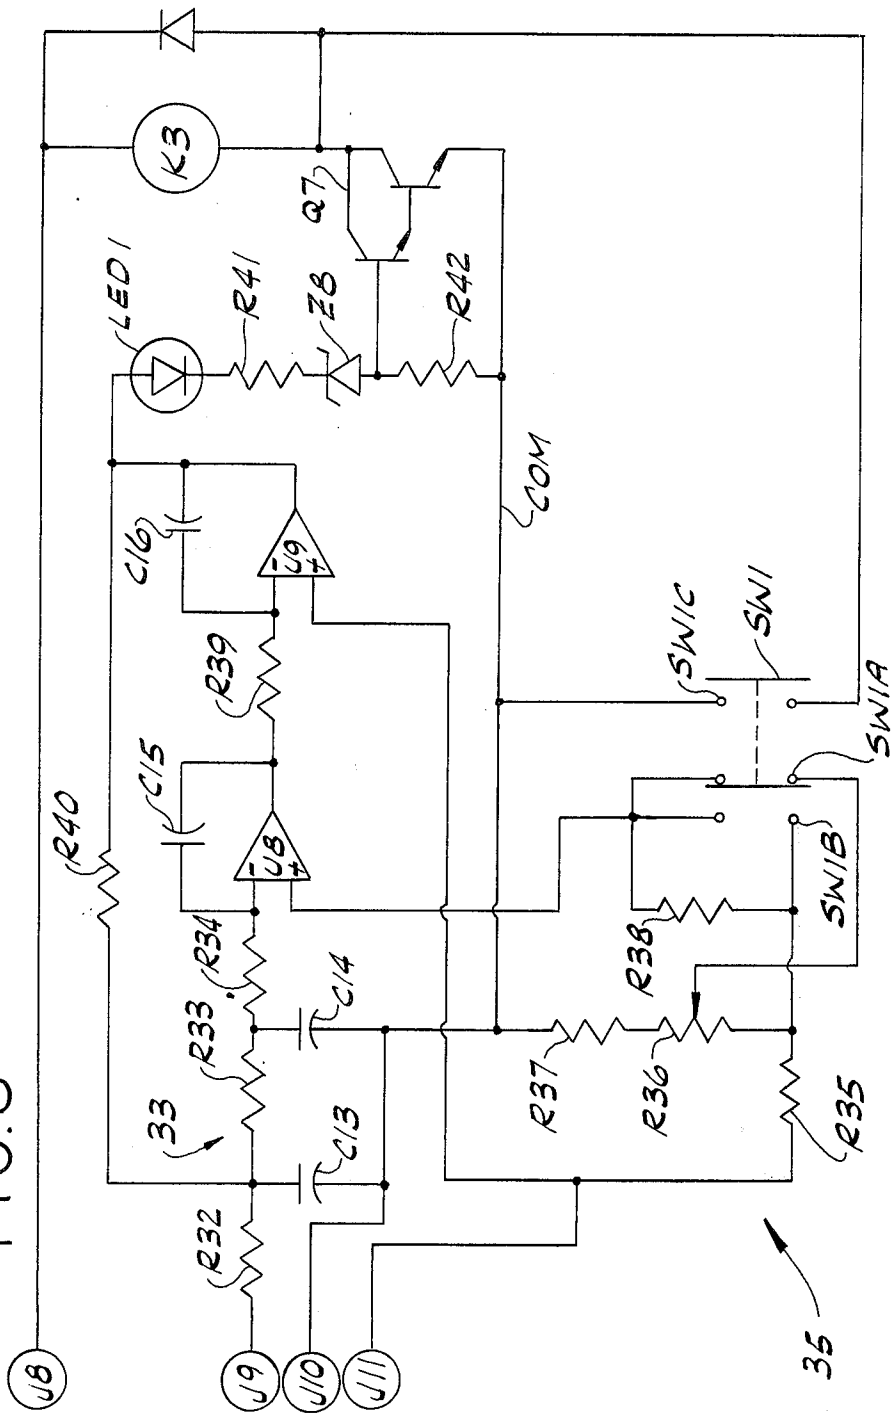 J8
K3
Q7
LED1
R41
Z8
R42
COM
C16
U9
-
+
R39
C15
U8
-
+
R40
R34
R33
33
C14
C13
R32
J9
J10
J11
SW1C
SW1
SW1A
SW1B
R38
R37
R36
R35
35